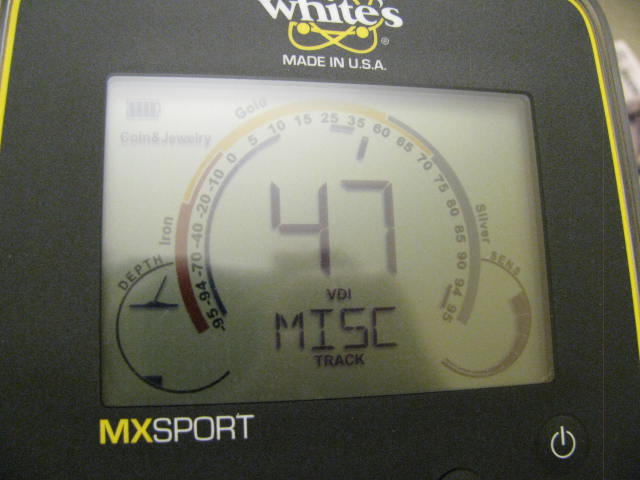 White's®
MADE IN U.S.A.
Coin&Jewelry
Gold
Iron
Silver
-95 -94 -70 -40 -20 -10 0 5 10 15 25 35 60 65 70 75 80 85 90 94 95
DEPTH
SENS
47
VDI
MISC
TRACK
MXSPORT